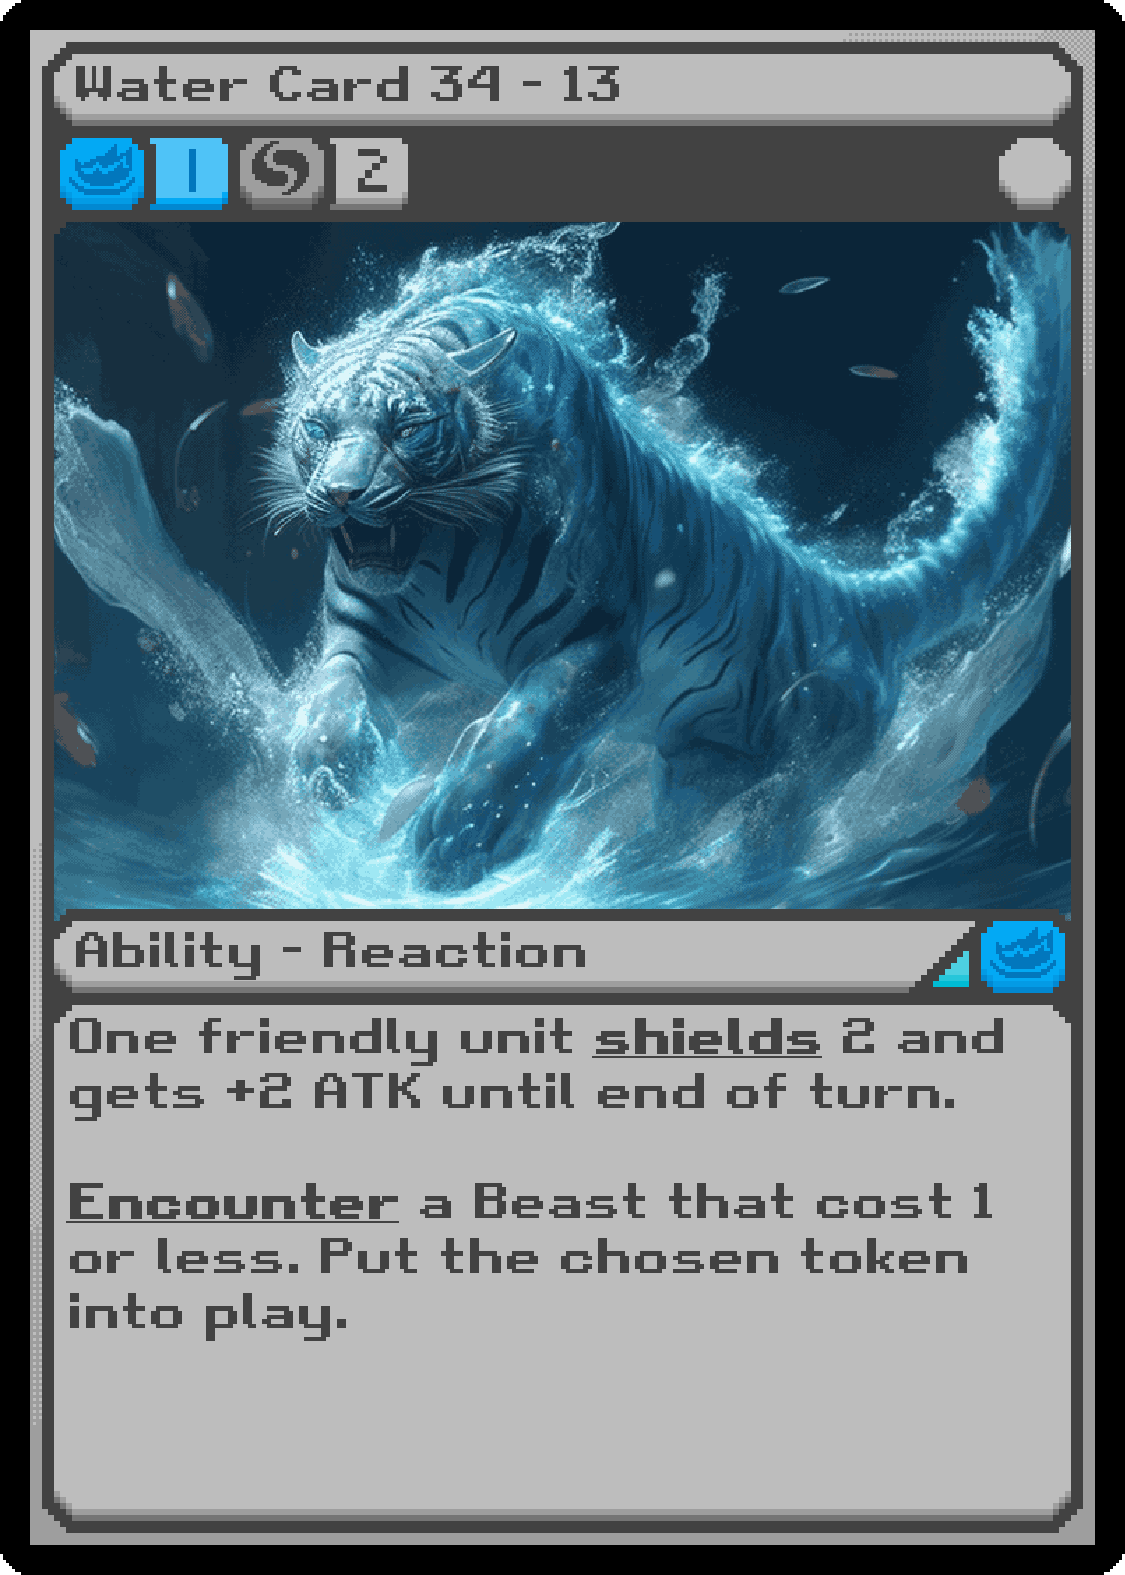 Water Card 34 - 13
1 2
Ability - Reaction
One friendly unit shields 2 and
gets +2 ATK until end of turn.
Encounter a Beast that cost 1
or less. Put the chosen token
into play.